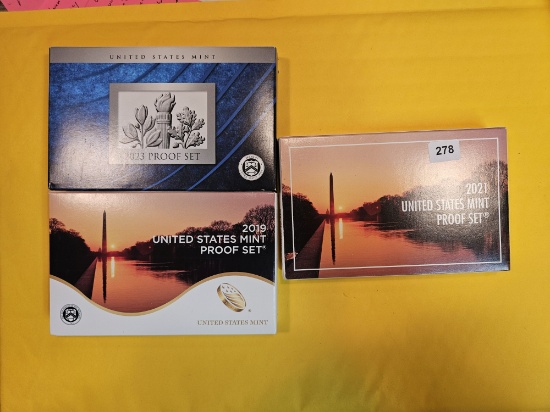 UNITED STATES MINT
2023 PROOF SET
2019
UNITED STATES MINT
PROOF SET®
UNITED STATES MINT
278
2021
UNITED STATES MINT
PROOF SET®